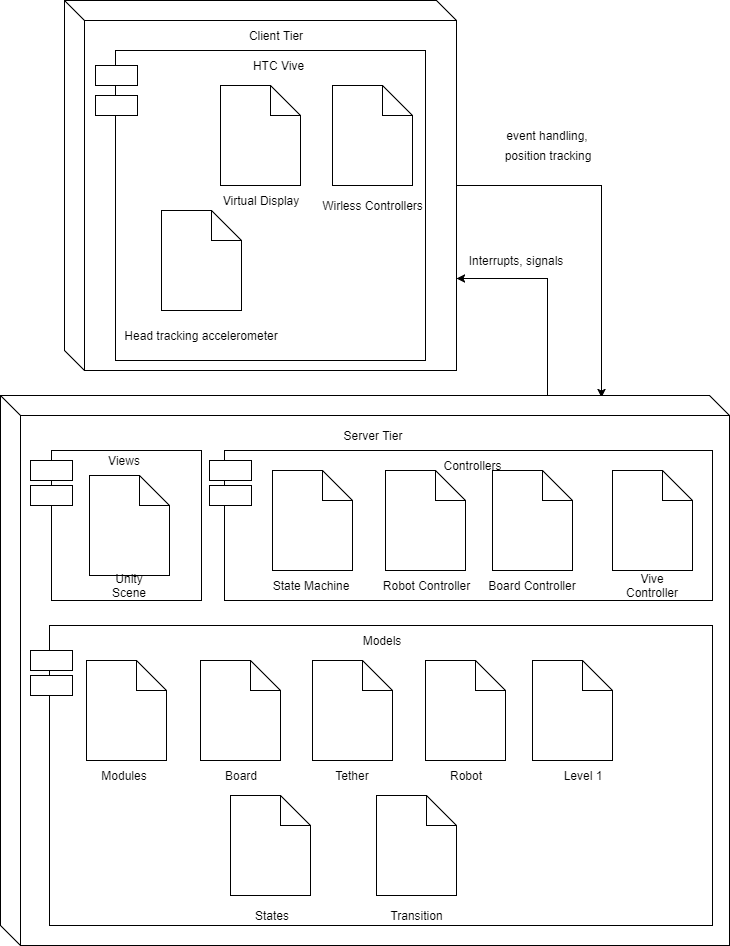 Client Tier
HTC Vive
Virtual Display
Wirless Controllers
Head tracking accelerometer
event handling,
position tracking
Interrupts, signals
Server Tier
Views
Unity
Scene
Controllers
State Machine
Robot Controller
Board Controller
Vive
Controller
Models
Modules
Board
Tether
Robot
Level 1
States
Transition